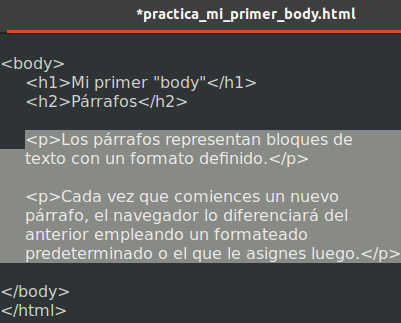 *practica_mi_primer_body.html
<body>
<h1>Mi primer "body"</h1>
<h2>Párrafos</h2>
<p>Los párrafos representan bloques de
texto con un formato definido.</p>
<p>Cada vez que comiences un nuevo
párrafo, el navegador lo diferenciará del
anterior empleando un formateado
predeterminado o el que le asignes luego.</p>
</body>
</html>